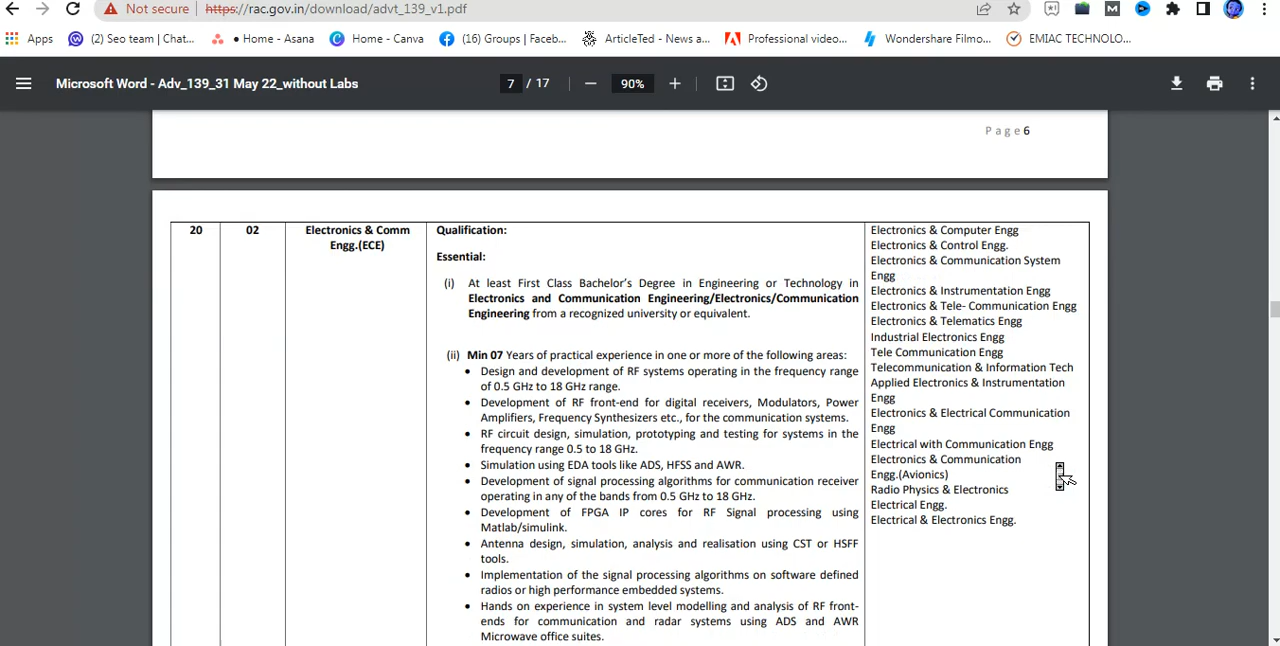 Not secure
https://rac.gov.in/download/advt_139_v1.pdf
Apps
(2) Seo team | Chat...
• Home - Asana
Home - Canva
(16) Groups | Faceb...
ArticleTed - News a...
Professional video...
Wondershare Filmo...
EMIAC TECHNOLO...
Microsoft Word - Adv_139_31 May 22_without Labs
7 / 17
90%
Page 6
20
02
Electronics & Comm
Engg.(ECE)
Qualification:
Essential:
(i) At least First Class Bachelor's Degree in Engineering or Technology in
Electronics and Communication Engineering/Electronics/Communication
Engineering from a recognized university or equivalent.
(ii) Min 07 Years of practical experience in one or more of the following areas:
• Design and development of RF systems operating in the frequency range
of 0.5 GHz to 18 GHz range.
• Development of RF front-end for digital receivers, Modulators, Power
Amplifiers, Frequency Synthesizers etc., for the communication systems.
• RF circuit design, simulation, prototyping and testing for systems in the
frequency range 0.5 to 18 GHz.
• Simulation using EDA tools like ADS, HFSS and AWR.
• Development of signal processing algorithms for communication receiver
operating in any of the bands from 0.5 GHz to 18 GHz.
• Development of FPGA IP cores for RF Signal processing using
Matlab/simulink.
• Antenna design, simulation, analysis and realisation using CST or HSFF
tools.
• Implementation of the signal processing algorithms on software defined
radios or high performance embedded systems.
• Hands on experience in system level modelling and analysis of RF front-
ends for communication and radar systems using ADS and AWR
Microwave office suites.
Electronics & Computer Engg
Electronics & Control Engg.
Electronics & Communication System
Engg
Electronics & Instrumentation Engg
Electronics & Tele- Communication Engg
Electronics & Telematics Engg
Industrial Electronics Engg
Tele Communication Engg
Telecommunication & Information Tech
Applied Electronics & Instrumentation
Engg
Electronics & Electrical Communication
Engg
Electrical with Communication Engg
Electronics & Communication
Engg.(Avionics)
Radio Physics & Electronics
Electrical Engg.
Electrical & Electronics Engg.